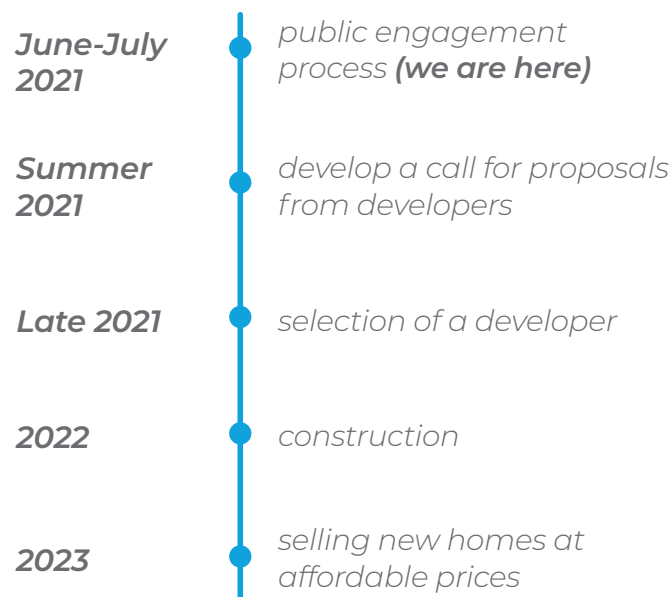 June-July
2021
public engagement
process (we are here)
Summer
2021
develop a call for proposals
from developers
Late 2021
selection of a developer
2022
construction
2023
selling new homes at
affordable prices